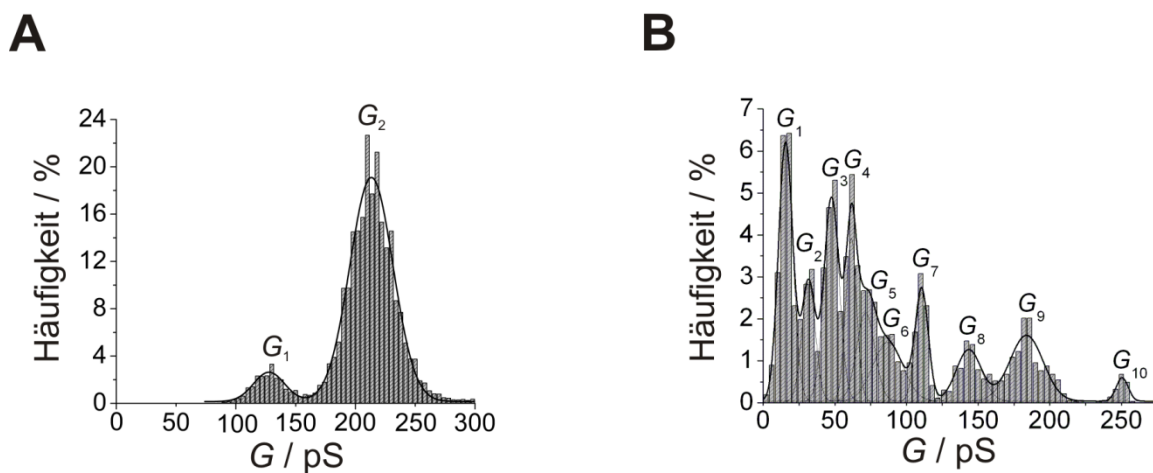 A
Häufigkeit / %
24
20
16
12
8
4
0
G1
G2
0 50 100 150 200 250 300
G / pS
B
Häufigkeit / %
7
6
5
4
3
2
1
0
G1
G2
G3
G4
G5
G6
G7
G8
G9
G10
0 50 100 150 200 250
G / pS